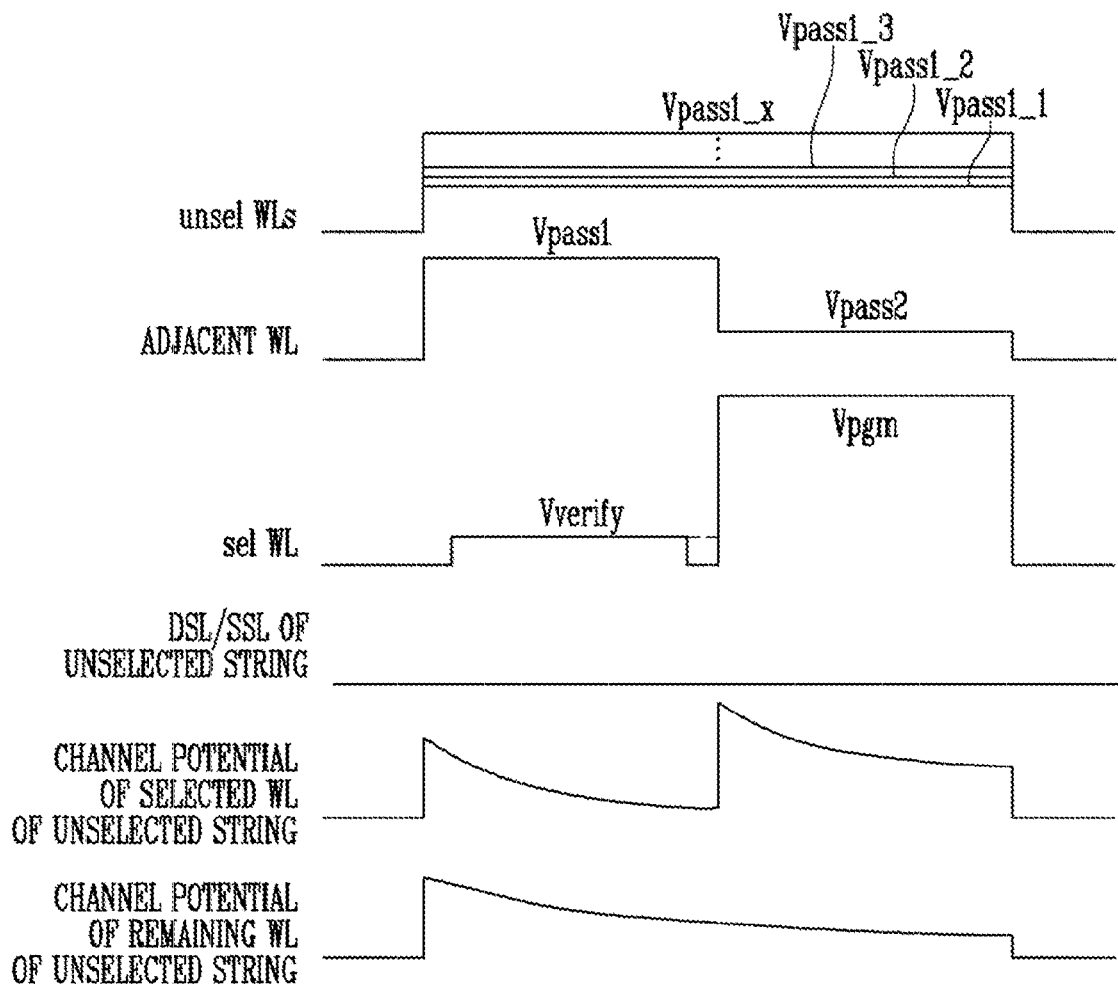 Vpass1_3
Vpass1_2
Vpass1_x
Vpass1_1
unsel WLs
Vpass1
Vpass2
ADJACENT WL
Vpgm
Vverify
sel WL
DSL/SSL OF
UNSELECTED STRING
CHANNEL POTENTIAL
OF SELECTED WL
OF UNSELECTED STRING
CHANNEL POTENTIAL
OF REMAINING WL
OF UNSELECTED STRING